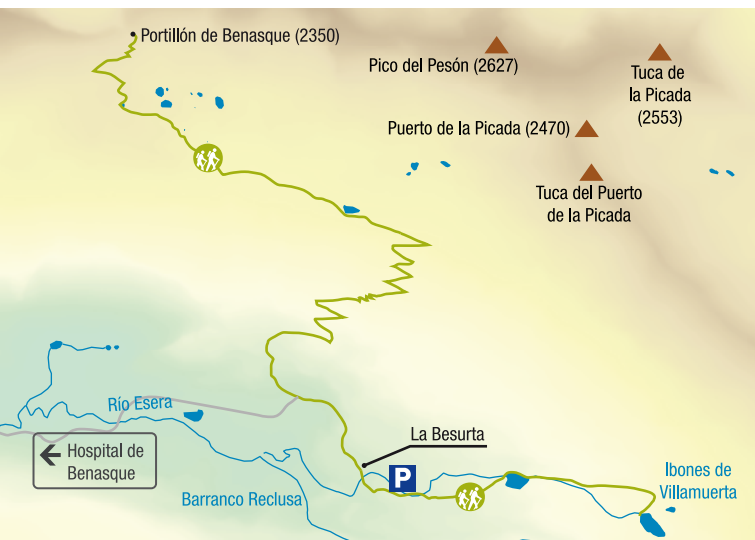 Portillón de Benasque (2350)
Pico del Pesón (2627)
Tuca de
la Picada
(2553)
Puerto de la Picada (2470)
Tuca del Puerto
de la Picada
Río Esera
Hospital de
Benasque
La Besurta
P
Barranco Reclusa
Ibones de
Villamuerta